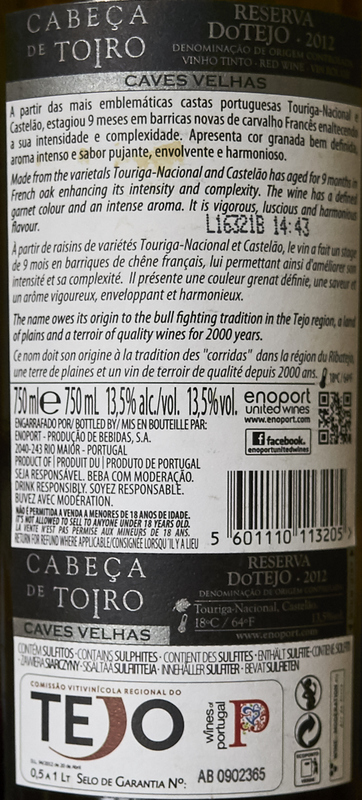 CABEÇA
DE TOIRO
RESERVA
DoTEJO · 2012
DENOMINAÇÃO DE ORIGEM
VINHO TINTO - RED WINE
CAVES VELHAS
A partir das mais emblemáticas castas portuguesas Touriga-Nacional e
Castelão, estagiou 9 meses em barricas novas de carvalho Francês enaltecendo
a sua intensidade e complexidade. Apresenta cor granada bem definida,
aroma intenso e sabor pujante, envolvente e harmonioso.
Made from the varietals Touriga-Nacional and Castelão has aged for 9 months in
French oak enhancing its intensity and complexity. The wine has a defined
garnet colour and an intense aroma. It is vigorous, luscious and harmonious
flavour.
L16321B 14:43
À partir de raisins de variétés Touriga-Nacional et Castelão, le vin a fait un stage
de 9 mois en barriques de chêne français, lui permettant ainsi d'améliorer son
intensité et sa complexité. Il présente une couleur grenat définie, une saveur et
un arôme vigoureux, enveloppant et harmonieux.
The name owes its origin to the bull fighting tradition in the Tejo region, a land
of plains and a terroir of quality wines for 2000 years.
Ce nom doit son origine à la tradition des "corridas" dans la région du Ribatejo,
une terre de plaines et un vin de terroir de qualité depuis 2000 ans.
18ºC / 64ºF
750 ml e 750 mL 13,5% alc./vol. 13,5% vol.
enoport
united wines
www.enoport.com
ENGARRAFADO POR/ BOTTLED BY/ MIS EN BOUTEILLE PAR:
ENOPORT - PRODUÇÃO DE BEBIDAS, S.A.
2040-243 RIO MAIOR - PORTUGAL
f facebook.
enoportunitedwines
PRODUCT OF | PRODUIT DU | PRODUTO DE PORTUGAL
SEJA RESPONSÁVEL. BEBA COM MODERAÇÃO.
DRINK RESPONSIBLY. SOYEZ RESPONSABLE.
BUVEZ AVEC MODÉRATION.
NÃO É PERMITIDO A VENDA A MENORES DE 18 ANOS DE IDADE.
IT'S NOT ALLOWED TO SELL TO ANYONE UNDER 18 YEARS OLD.
LA VENTE N'EST PAS PERMISE AUX MINEURS DE 18 ANS.
RETURN FOR REFUND WHERE APPLICABLE/CONSIGNÉE LORSQU'IL Y A LIEU
5 601110 113205 >
CABEÇA
DE TOIRO
RESERVA
DoTEJO · 2012
DENOMINAÇÃO DE ORIGEM
Touriga-Nacional, Castelão
18ºC / 64ºF
www.enoport.com
CAVES VELHAS
CONTÉM SULFITOS - CONTAINS SULPHITES - CONTIENT DES SULFITES - ENTHÄLT SULFITE
- ZAWIERA SIARCZYNY - SISÄLTÄÄ SULFIITTEJA - INNEHÅLLER SULFITER - BEVAT SULFIETEN
COMISSÃO VITIVINÍCOLA REGIONAL DO
TEJO
0,5 a 1 Lt SELO DE GARANTIA Nº: AB 0902365
wines of
portugal
ECOPONTO